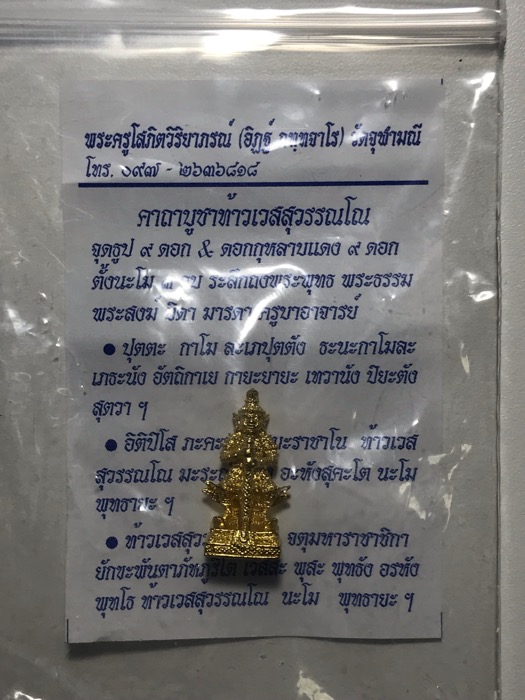 พระครูโสภิตวิริยาภรณ์ (อิฏฐ์ ภทฺทจาโร) วัดจุฬามณี
โทร. ๐๙๗ - ๒๖๓๖๘๑๘
คาถาบูชาท้าวเวสสุวรรณโณ
จุดธูป ๙ ดอก & ดอกกุหลาบแดง ๙ ดอก
ตั้งนะโม ๓ จบ ระลึกถึงพระพุทธ พระธรรม
พระสงฆ์ บิดา มารดา ครูบาอาจารย์
● ปุตตะ กาโม ละเภปุตตัง ธะนะกาโมละ
เภธะนัง อัตถิกาเย กายะยายะ เทวานัง ปิยะตัง
สุตวา ฯ
● อิติปิโส ภะคะ มะราชาโน ท้าวเวส
สุวรรณโณ มะระ อะหังสุคะโต นะโม
พุทธายะ ฯ
● ท้าวเวสสุว จตุมหาราชาชิกา
ยักขะพันตาภัทภูริโต เวสสะ พุสะ พุทธัง อรหัง
พุทโธ ท้าวเวสสุวรรณโณ นะโม พุทธายะ ฯ